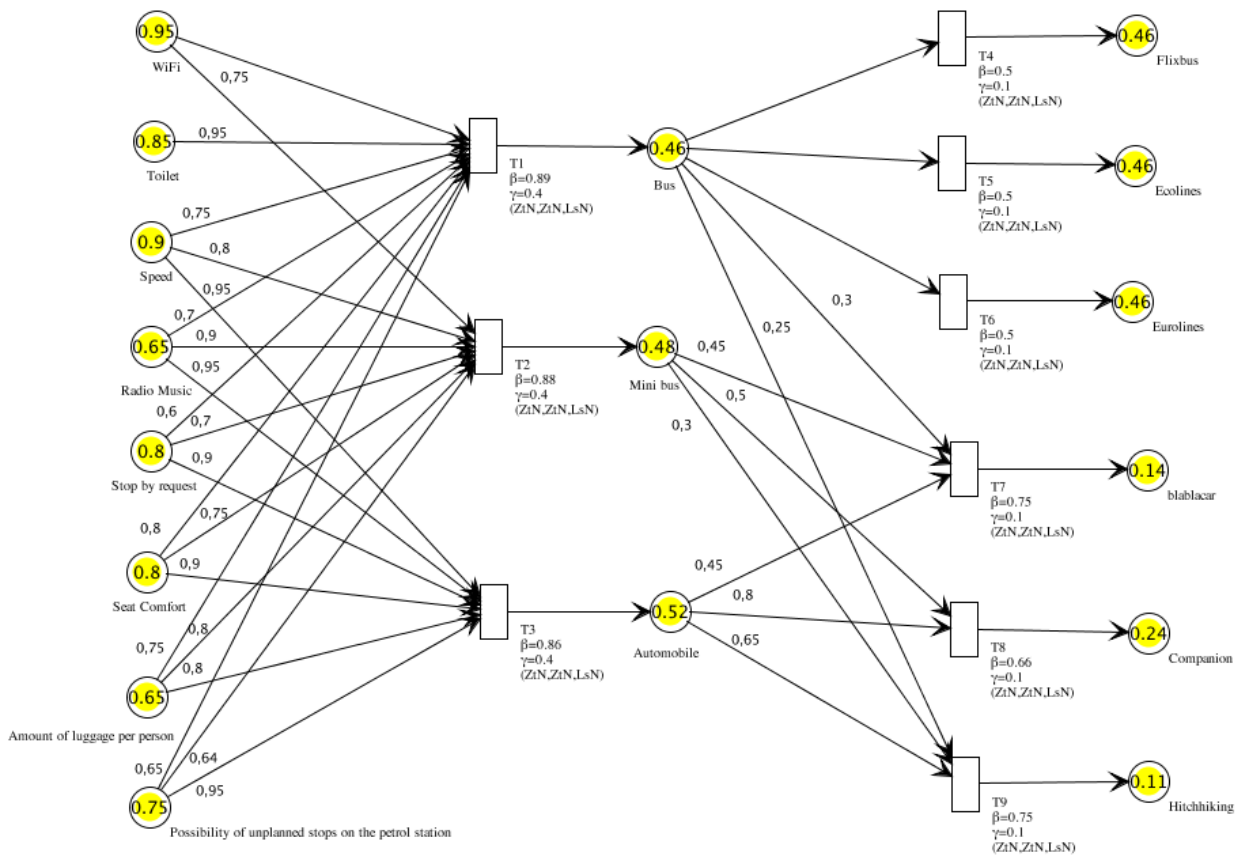 0.95
WiFi
0,75
0.85
Toilet
0,95
0.9
Speed
0,75
0,8
0,95
0.65
Radio Music
0,7
0,9
0,95
0.8
Stop by request
0,6
0,7
0,9
0.8
Seat Comfort
0,8
0,75
0,9
0.65
Amount of luggage per person
0,75
0,8
0,8
0.75
Possibility of unplanned stops on the petrol station
0,65
0,64
0,95
T1
β=0.89
γ=0.4
(ZtN,ZtN,LsN)
T2
β=0.88
γ=0.4
(ZtN,ZtN,LsN)
T3
β=0.86
γ=0.4
(ZtN,ZtN,LsN)
0.46
Bus
0,3
0,25
0.48
Mini bus
0,45
0,5
0,3
0.52
Automobile
0,45
0,8
0,65
T4
β=0.5
γ=0.1
(ZtN,ZtN,LsN)
T5
β=0.5
γ=0.1
(ZtN,ZtN,LsN)
T6
β=0.5
γ=0.1
(ZtN,ZtN,LsN)
T7
β=0.75
γ=0.1
(ZtN,ZtN,LsN)
T8
β=0.66
γ=0.1
(ZtN,ZtN,LsN)
T9
β=0.75
γ=0.1
(ZtN,ZtN,LsN)
0.46
Flixbus
0.46
Ecolines
0.46
Eurolines
0.14
blablacar
0.24
Companion
0.11
Hitchhiking